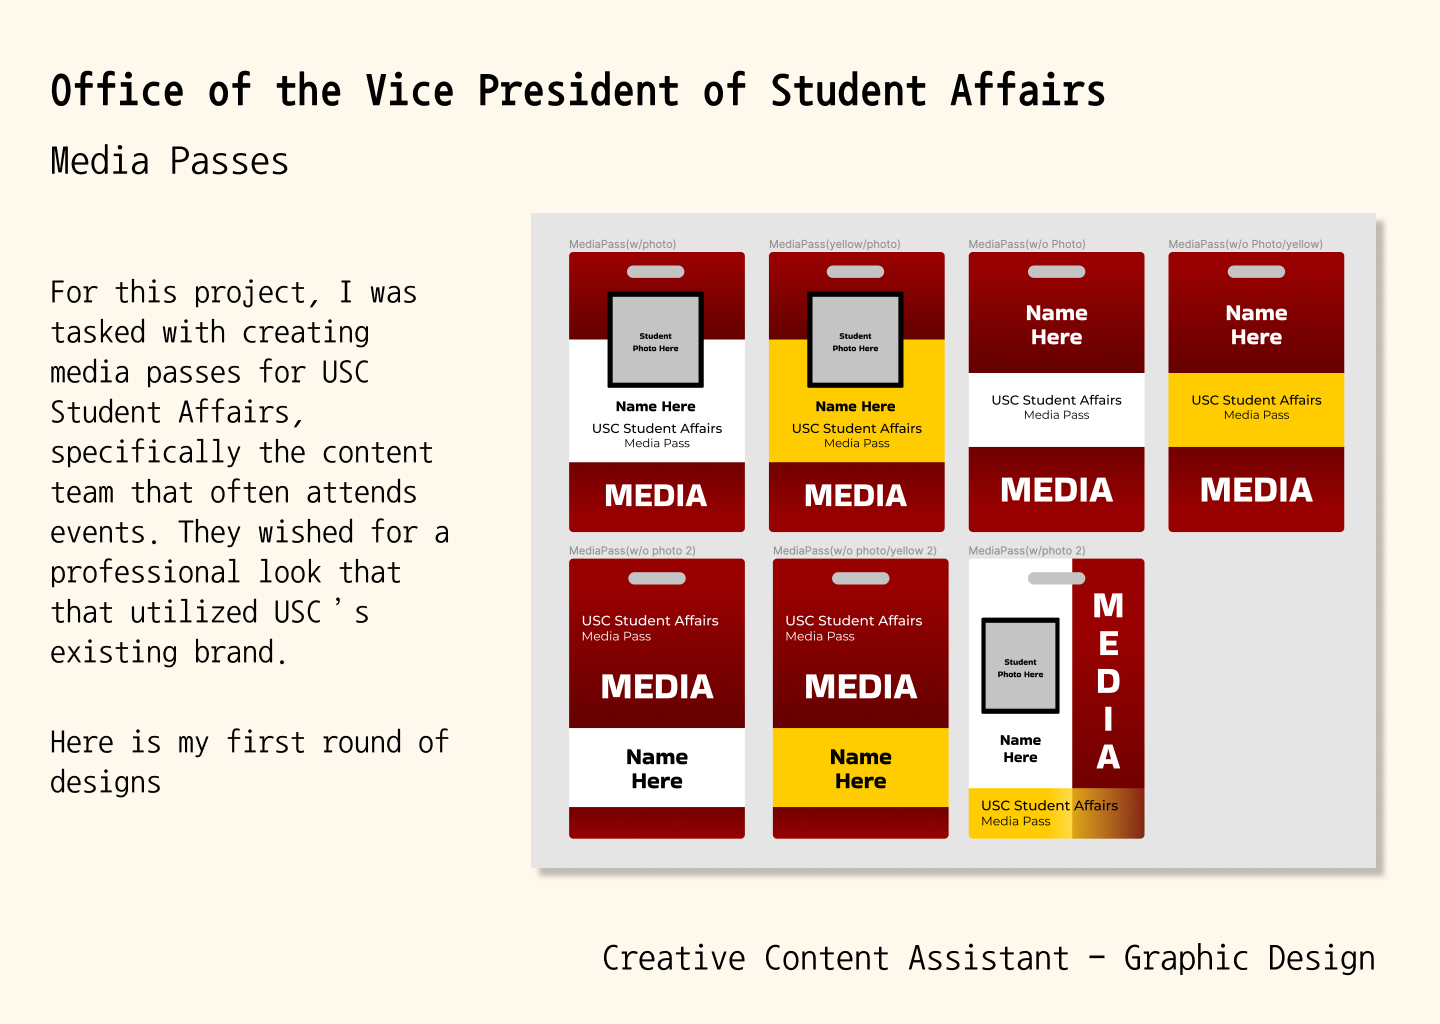 Office of the Vice President of Student Affairs
Media Passes
For this project, I was
tasked with creating
media passes for USC
Student Affairs,
specifically the content
team that often attends
events. They wished for a
professional look that
that utilized USC’s
existing brand.
Here is my first round of
designs
MediaPass(w/photo)
Student
Photo Here
Name Here
USC Student Affairs
Media Pass
MEDIA
MediaPass(yellow/photo)
Student
Photo Here
Name Here
USC Student Affairs
Media Pass
MEDIA
MediaPass(w/o Photo)
Name
Here
USC Student Affairs
Media Pass
MEDIA
MediaPass(w/o Photo/yellow)
Name
Here
USC Student Affairs
Media Pass
MEDIA
MediaPass(w/o photo 2)
USC Student Affairs
Media Pass
MEDIA
Name
Here
MediaPass(w/o photo/yellow 2)
USC Student Affairs
Media Pass
MEDIA
Name
Here
MediaPass(w/photo 2)
Student
Photo Here
Name
Here
MEDIA
USC Student Affairs
Media Pass
Creative Content Assistant – Graphic Design